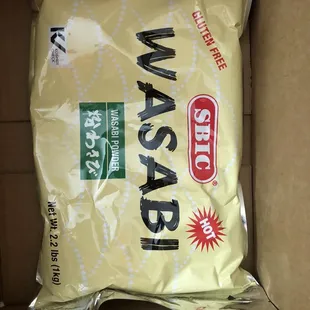 GLUTEN FREE
WASABI
SBIC®
WASABI POWDER
粉わさび
HOT
Net Wt. 2.2 lbs (1kg)